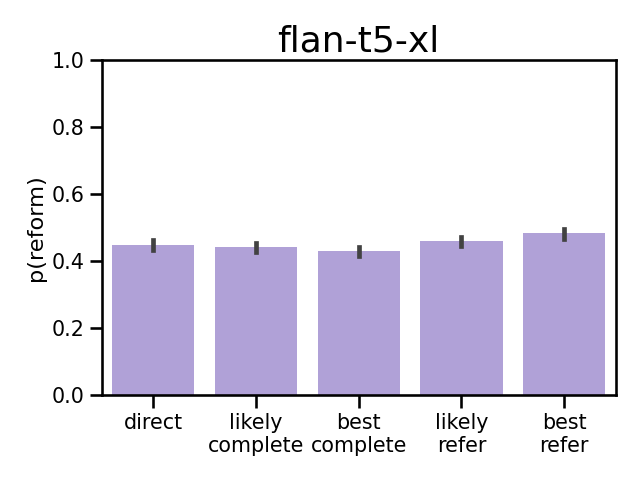 flan-t5-xl
1.0
0.8
0.6
0.4
0.2
0.0
p(reform)
direct
likely
complete
best
complete
likely
refer
best
refer